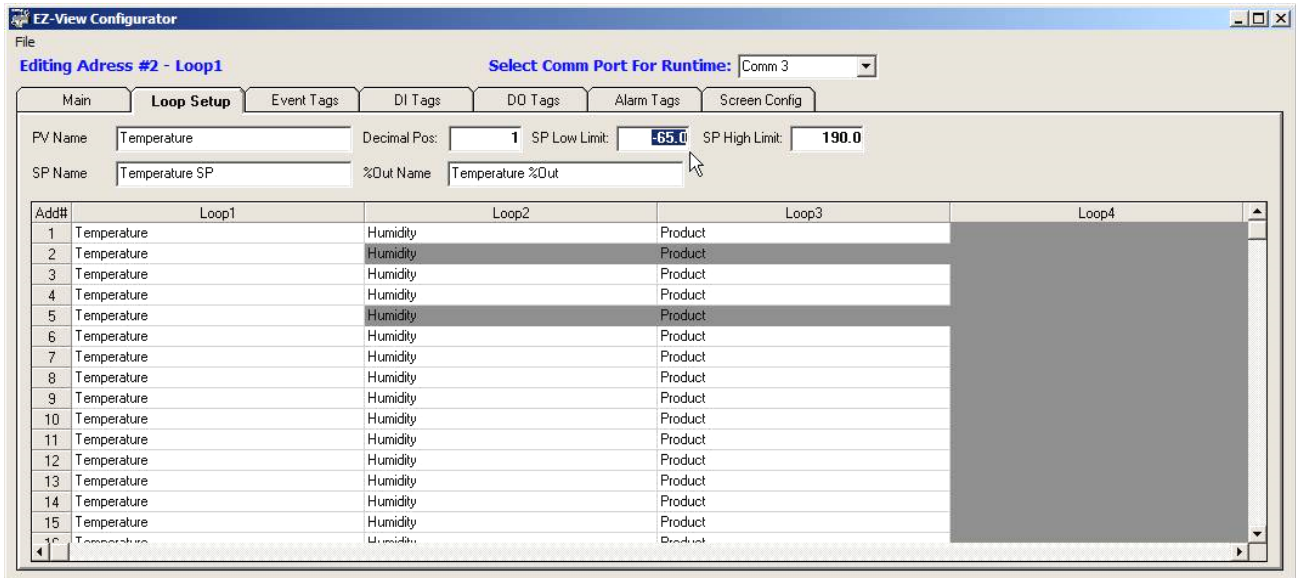 EZ-View Configurator
File
Editing Adress #2 - Loop1 Select Comm Port For Runtime: Comm 3
Main Loop Setup Event Tags DI Tags DO Tags Alarm Tags Screen Config
PV Name Temperature Decimal Pos: 1 SP Low Limit: -65.0 SP High Limit: 190.0
SP Name Temperature SP %Out Name Temperature %Out
Add# Loop1 Loop2 Loop3 Loop4
1 Temperature Humidity Product
2 Temperature Humidity Product
3 Temperature Humidity Product
4 Temperature Humidity Product
5 Temperature Humidity Product
6 Temperature Humidity Product
7 Temperature Humidity Product
8 Temperature Humidity Product
9 Temperature Humidity Product
10 Temperature Humidity Product
11 Temperature Humidity Product
12 Temperature Humidity Product
13 Temperature Humidity Product
14 Temperature Humidity Product
15 Temperature Humidity Product
16 Temperature Humidity Product